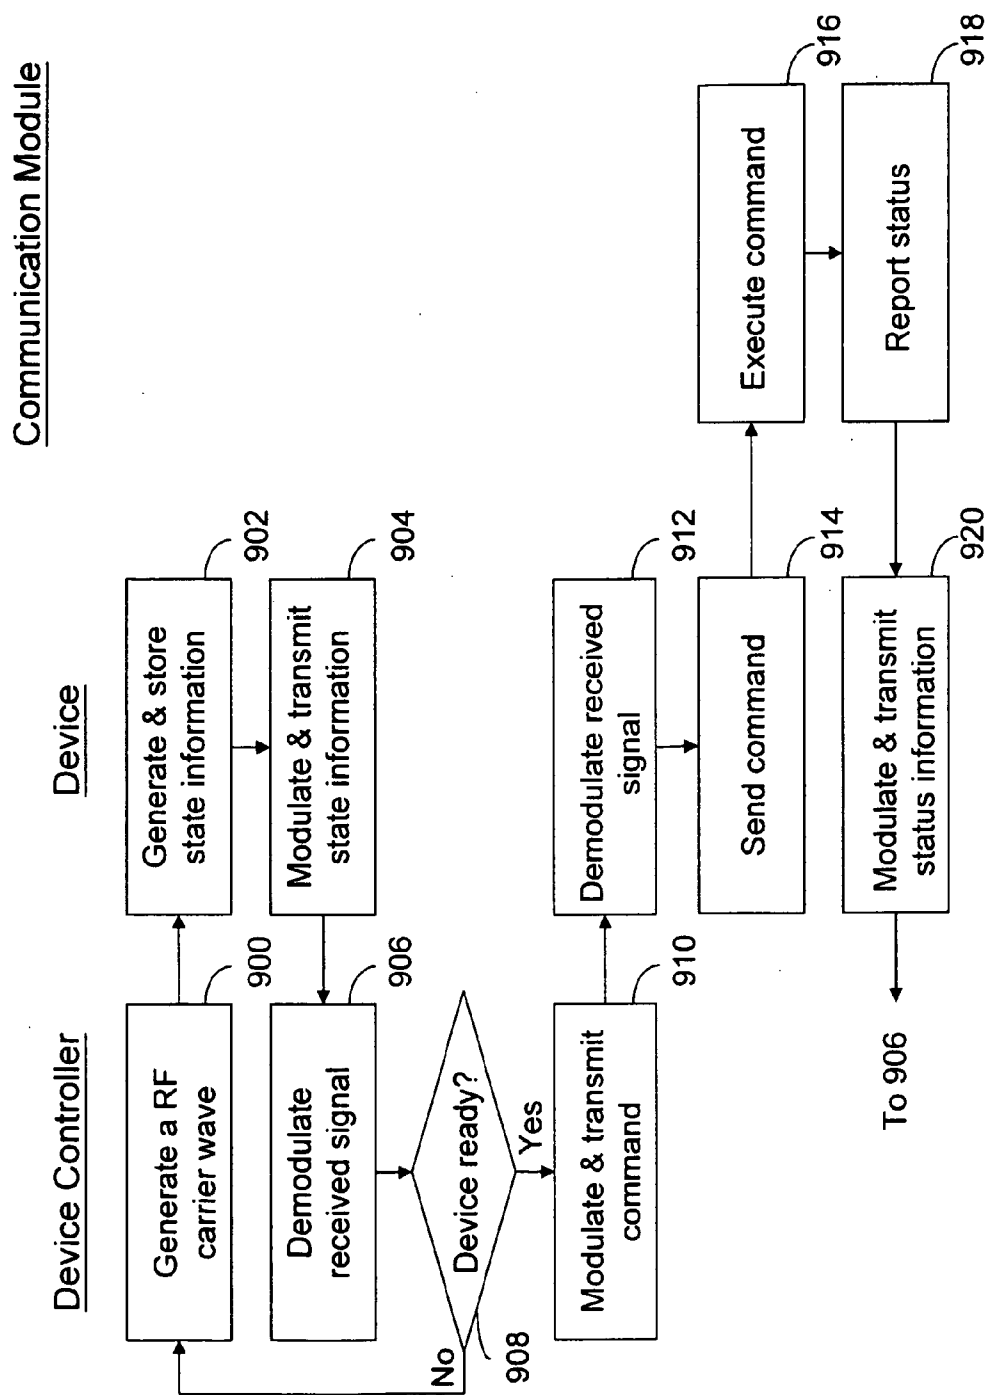 Device Controller
Device
Communication Module
Generate a RF
carrier wave
900
Generate & store
state information
902
Modulate & transmit
state information
904
Demodulate
received signal
906
Device ready?
908
No
Yes
Modulate & transmit
command
910
Demodulate received
signal
912
Send command
914
Execute command
916
Report status
918
Modulate & transmit
status information
920
To 906